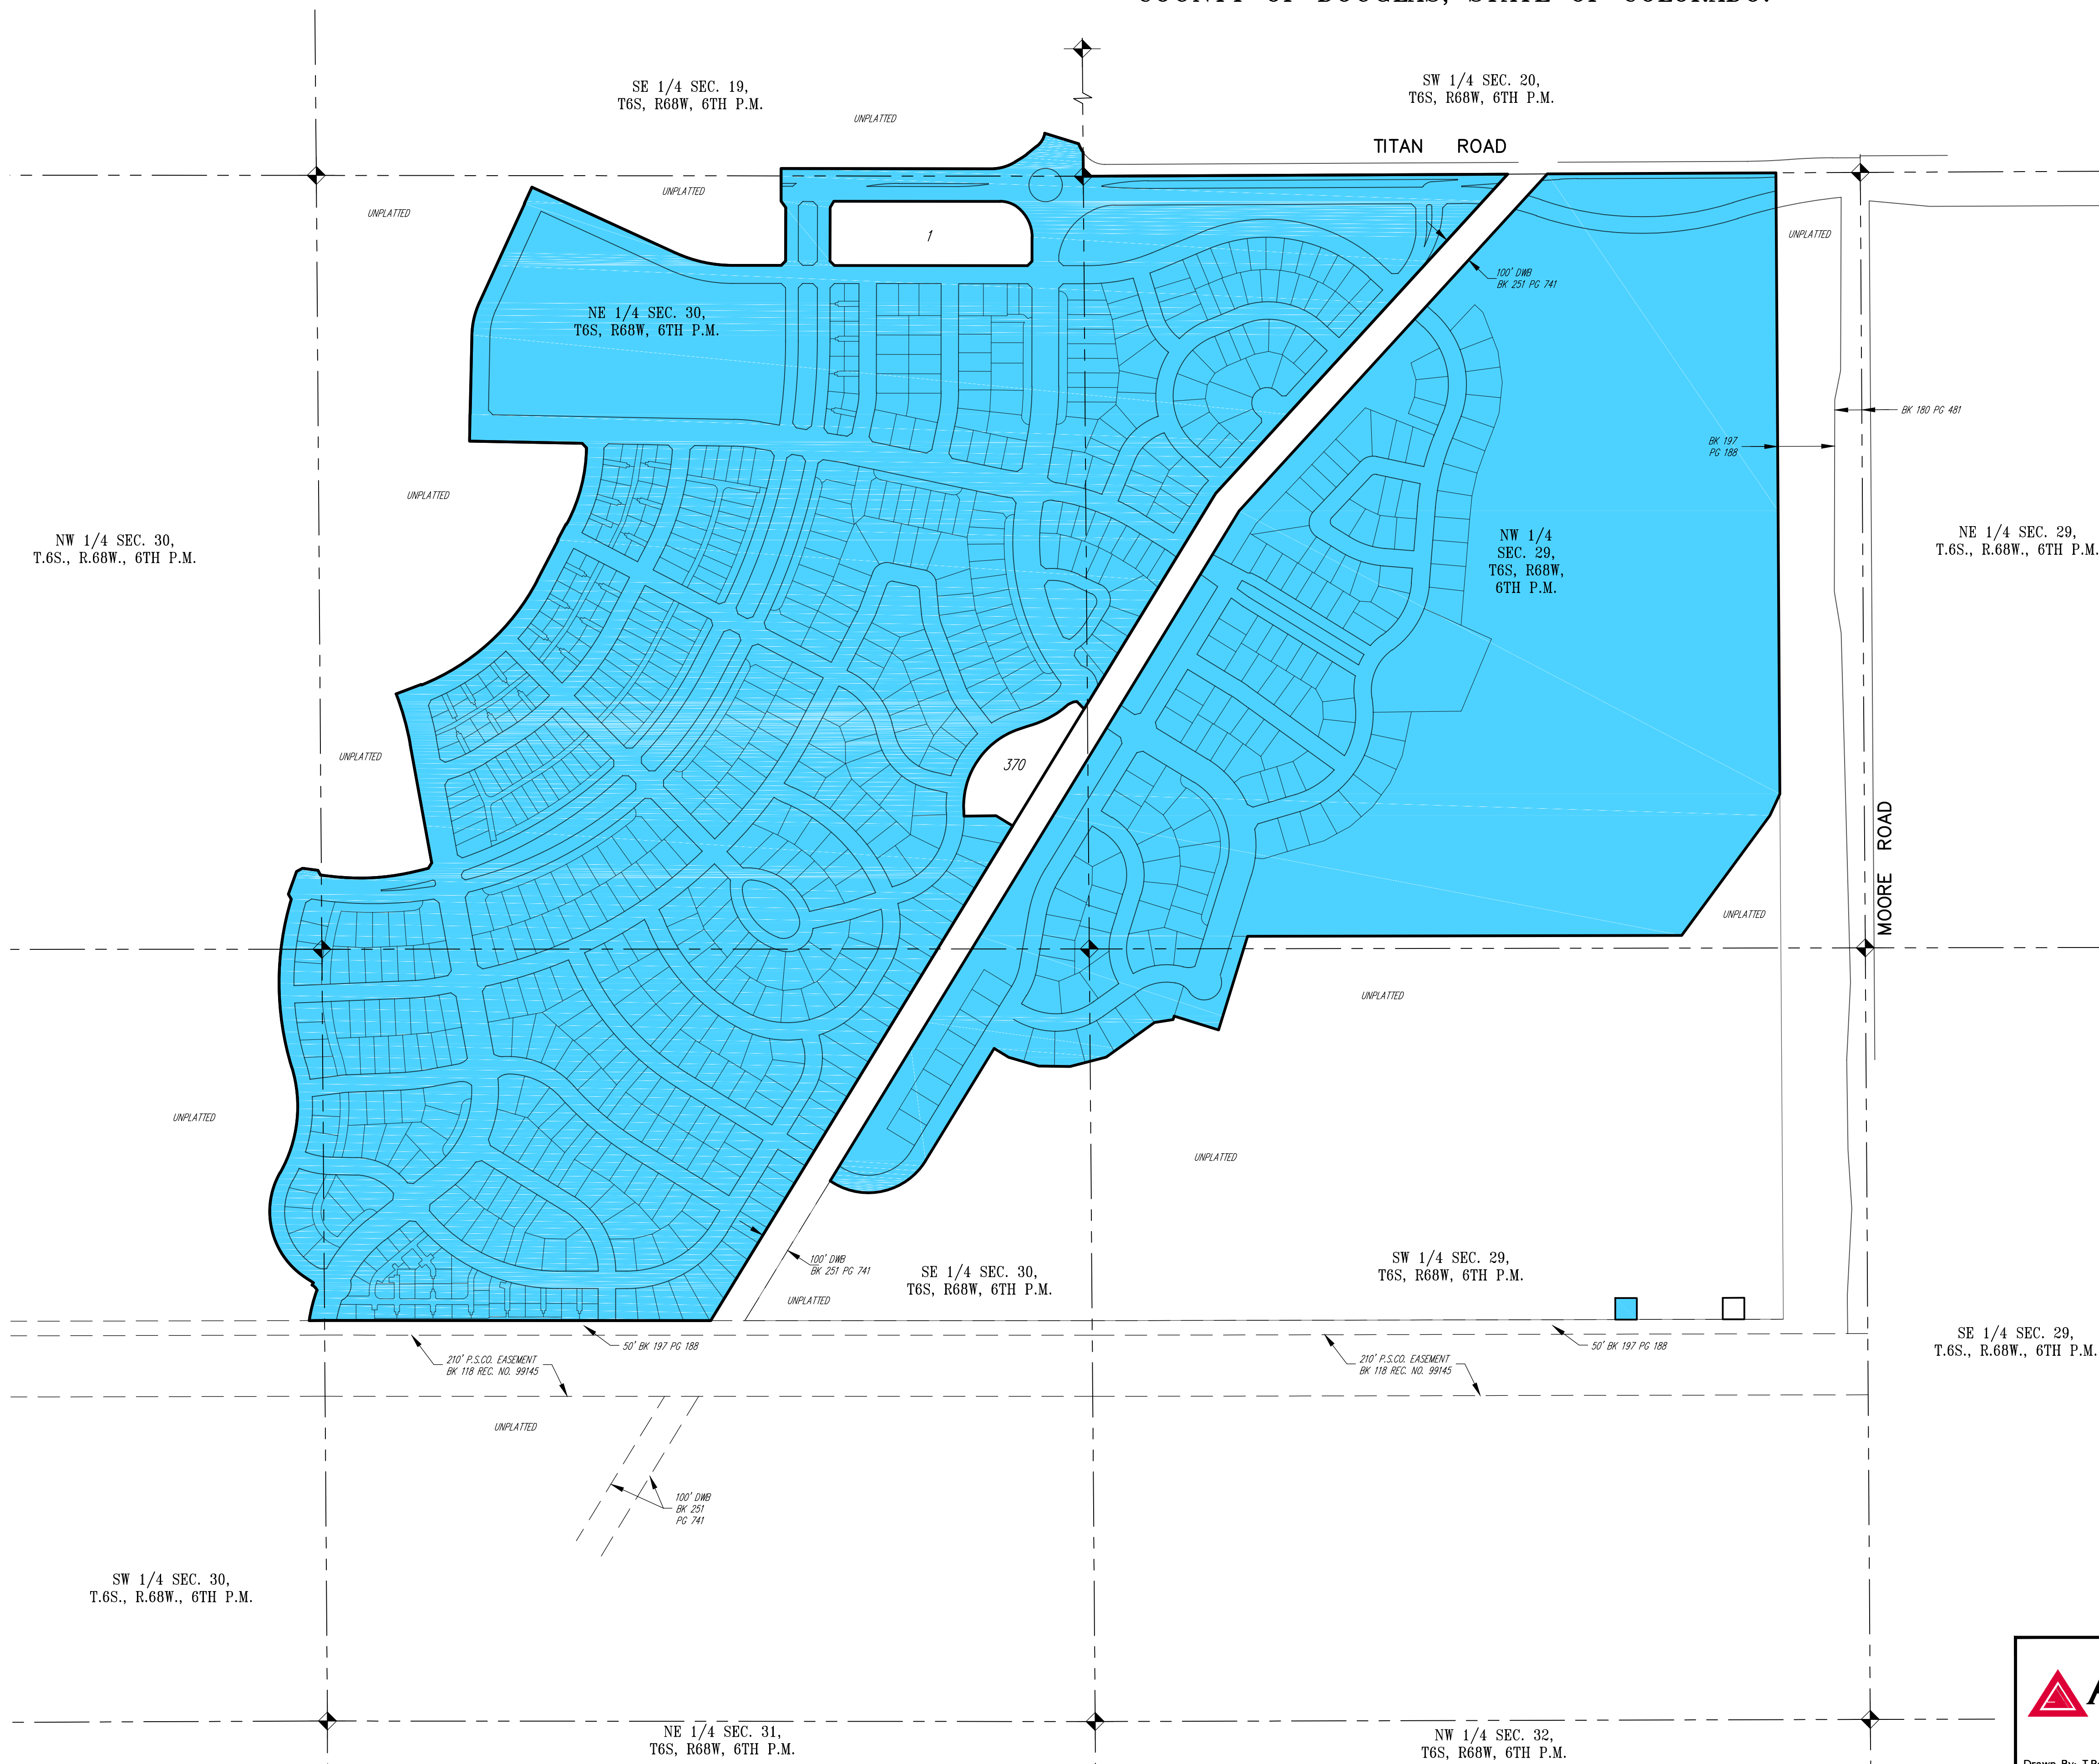 COUNTY OF DOUGLAS, STATE OF COLORADO.
SE 1/4 SEC. 19,
T6S, R68W, 6TH P.M.
SW 1/4 SEC. 20,
T6S, R68W, 6TH P.M.
UNPLATTED
TITAN ROAD
UNPLATTED
UNPLATTED
1
UNPLATTED
100' DWB
BK 251 PG 741
NE 1/4 SEC. 30,
T6S, R68W, 6TH P.M.
BK 180 PG 481
BK 197
PG 188
UNPLATTED
NW 1/4 SEC. 30,
T.6S., R.68W., 6TH P.M.
NW 1/4
SEC. 29,
T6S, R68W,
6TH P.M.
NE 1/4 SEC. 29,
T.6S., R.68W., 6TH P.M.
UNPLATTED
370
MOORE ROAD
UNPLATTED
UNPLATTED
UNPLATTED
UNPLATTED
100' DWB
BK 251 PG 741
SE 1/4 SEC. 30,
T6S, R68W, 6TH P.M.
SW 1/4 SEC. 29,
T6S, R68W, 6TH P.M.
UNPLATTED
50' BK 197 PG 188
50' BK 197 PG 188
210' P.S.CO. EASEMENT
BK 118 REC. NO. 99145
210' P.S.CO. EASEMENT
BK 118 REC. NO. 99145
SE 1/4 SEC. 29,
T.6S., R.68W., 6TH P.M.
UNPLATTED
100' DWB
BK 251
PG 741
SW 1/4 SEC. 30,
T.6S., R.68W., 6TH P.M.
NE 1/4 SEC. 31,
T6S, R68W, 6TH P.M.
NW 1/4 SEC. 32,
T6S, R68W, 6TH P.M.
Drawn By: